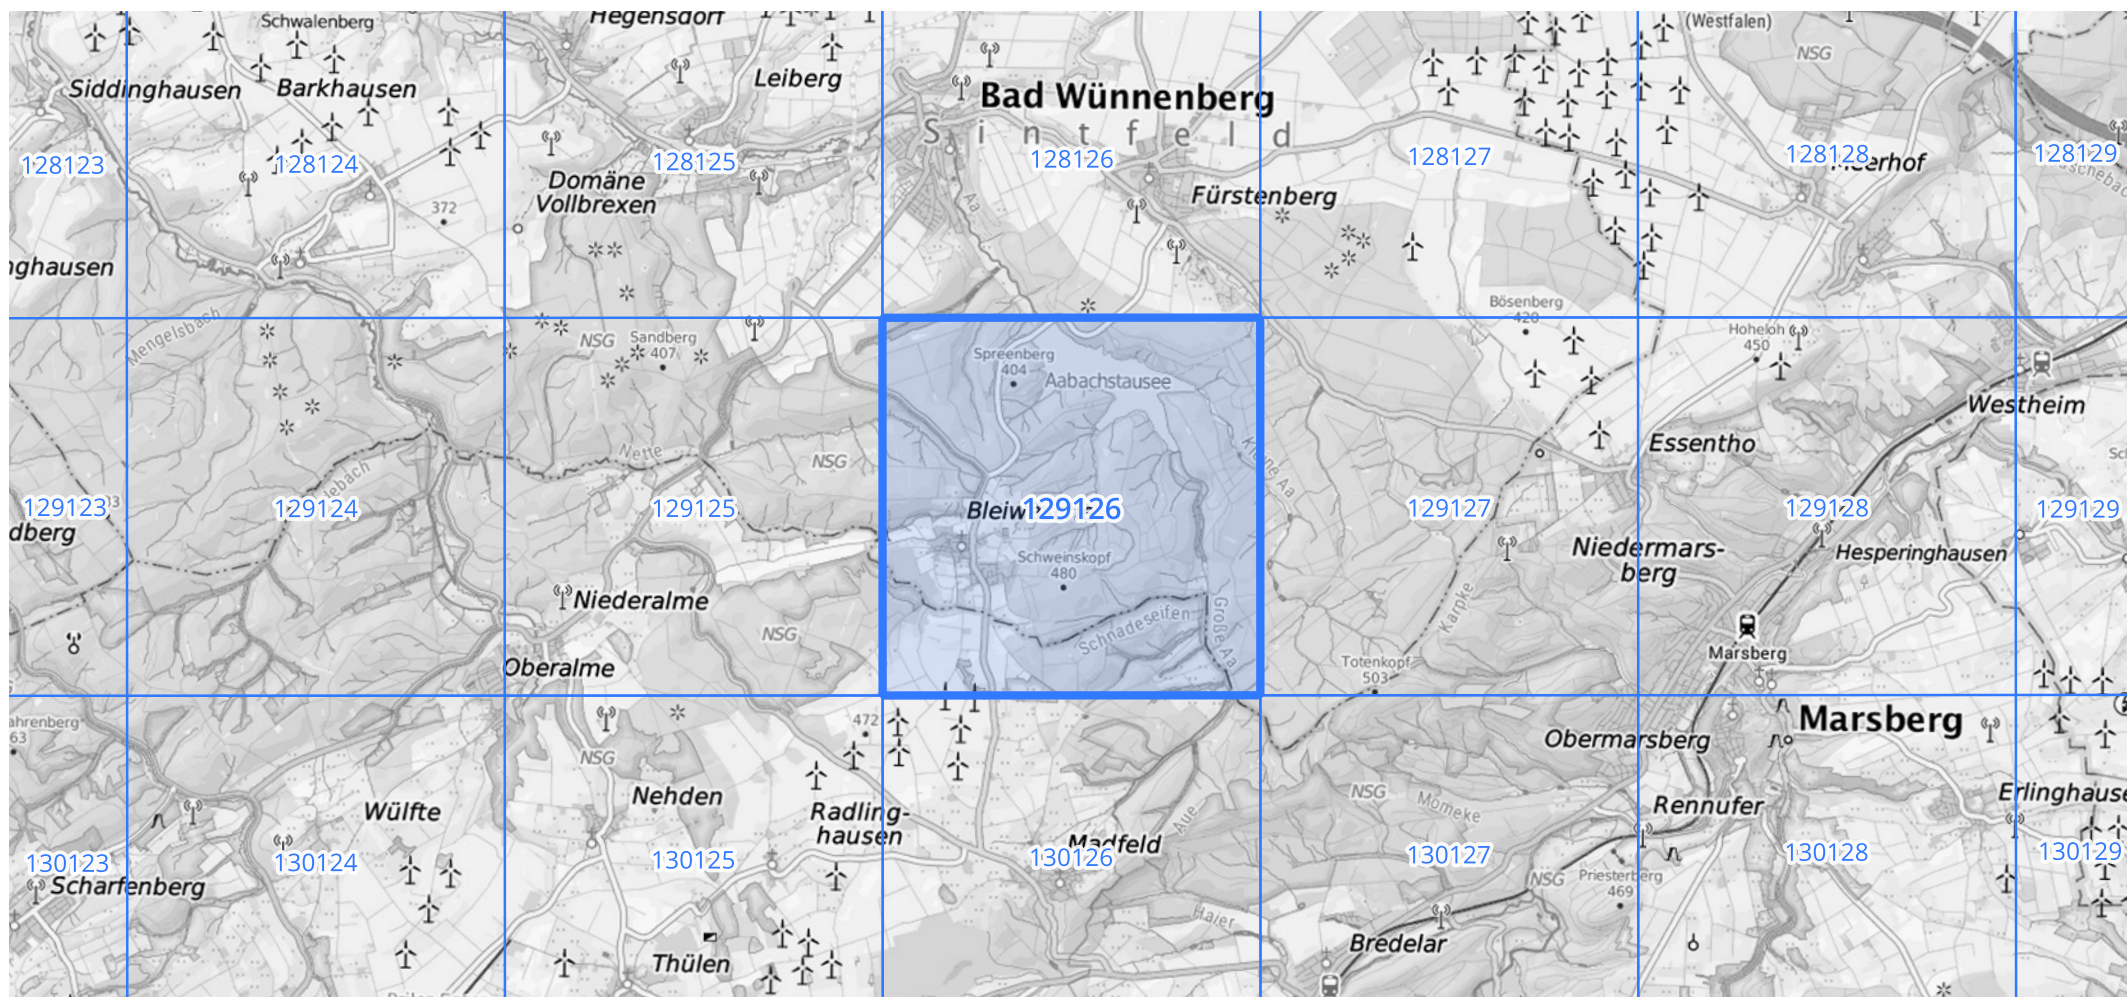 Schwalenberg
Hegensdorf
(Westfalen)
NSG
Siddinghausen
Barkhausen
Leiberg
Bad Wünnenberg
Sintfeld
128123
128124
128125
128126
128127
128128
128129
Domäne
Vollbrexen
Aa
Fürstenberg
372
nghausen
Mengelsbach
Bösenberg
420
NSG
Sandberg
407
Spreenberg
404
Aabachstausee
Hoheloh
450
Westheim
Essentho
Nette
NSG
Kleine Aa
dberg
129123
129124
129125
129126
129127
129128
129129
Schweinskopf
480
Niedermars-
berg
Hesperinghausen
Niederalme
NSG
Schnadeseifen
Große Aa
Karpke
Oberalme
Totenkopf
503
Marsberg
ahrenberg
63
472
NSG
Marsberg
Obermarsberg
Wülfte
Nehden
Radling-
hausen
Madfeld
Aue
NSG
Mömeke
Rennufer
Erlinghause
130123
130124
130125
130126
130127
130128
130129
Scharfenberg
NSG
Priesterberg
469
Haier
Bredelar
Thülen